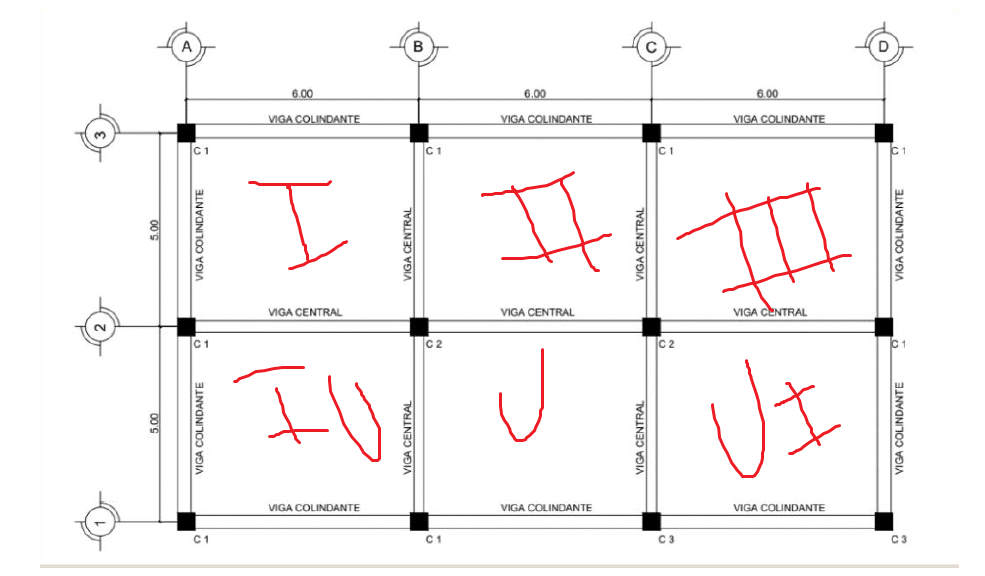 A B C D
6.00 6.00 6.00
VIGA COLINDANTE VIGA COLINDANTE VIGA COLINDANTE
3
C 1 C 1 C 1 C 1
I II III
5.00
VIGA COLINDANTE VIGA CENTRAL VIGA CENTRAL VIGA COLINDANTE
VIGA CENTRAL VIGA CENTRAL VIGA CENTRAL
2
C 1 C 2 C 2 C 1
IV V VI
5.00
VIGA COLINDANTE VIGA CENTRAL VIGA CENTRAL VIGA COLINDANTE
VIGA COLINDANTE VIGA COLINDANTE VIGA COLINDANTE
1
C 1 C 1 C 3 C 3